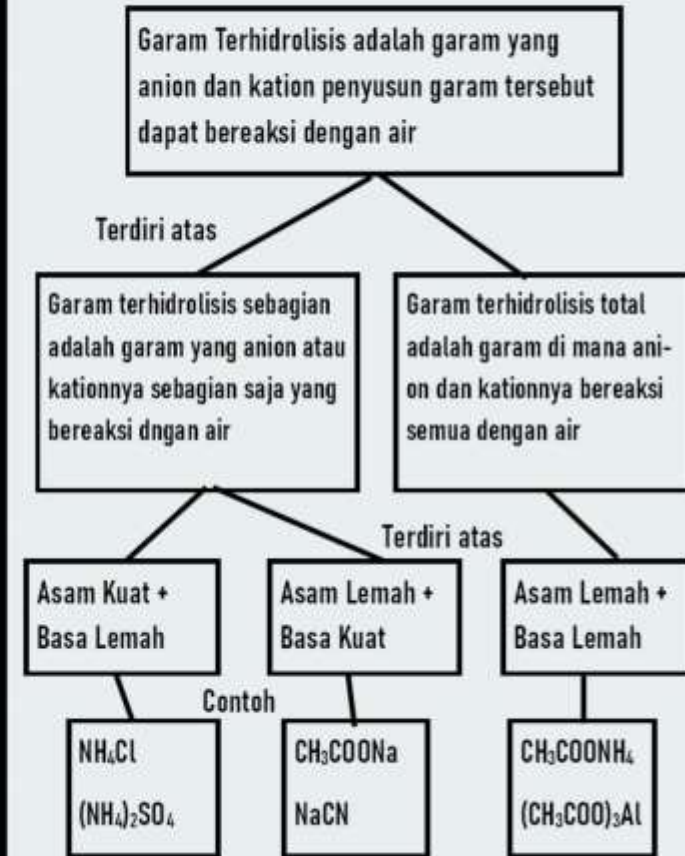 Garam Terhidrolisis adalah garam yang
anion dan kation penyusun garam tersebut
dapat bereaksi dengan air
Terdiri atas
Garam terhidrolisis sebagian
adalah garam yang anion atau
kationnya sebagian saja yang
bereaksi dngan air
Garam terhidrolisis total
adalah garam di mana ani-
on dan kationnya bereaksi
semua dengan air
Terdiri atas
Asam Kuat +
Basa Lemah
Asam Lemah +
Basa Kuat
Asam Lemah +
Basa Lemah
Contoh
NH₄Cl
(NH₄)₂SO₄
CH₃COONa
NaCN
CH₃COONH₄
(CH₃COO)₃Al